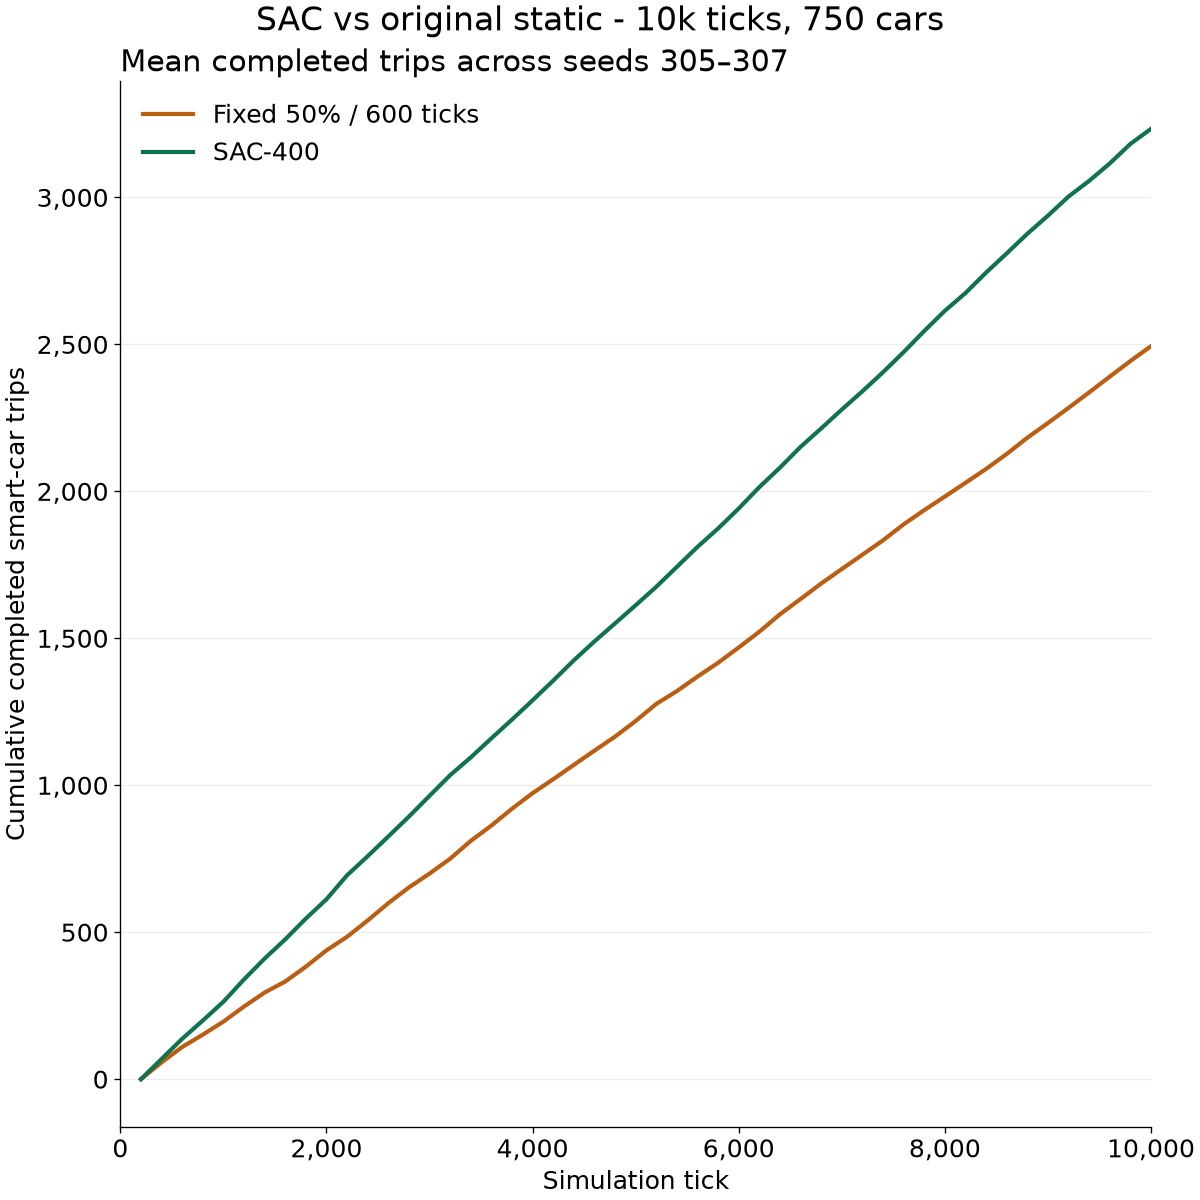 SAC vs original static - 10k ticks, 750 cars
Mean completed trips across seeds 305–307
Fixed 50% / 600 ticks
SAC-400
Cumulative completed smart-car trips
3,000
2,500
2,000
1,500
1,000
500
0
0 2,000 4,000 6,000 8,000 10,000
Simulation tick